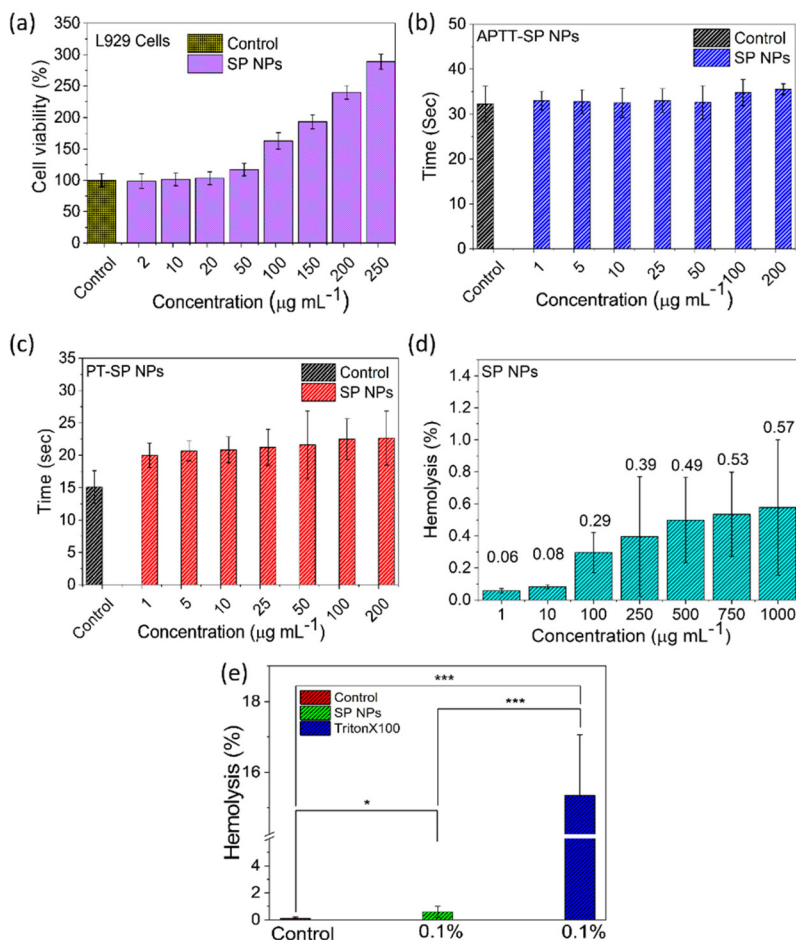 (a)
L929 Cells
Control
SP NPs
Cell viability (%)
350
300
250
200
150
100
50
0
Control 2 10 20 50 100 150 200 250
Concentration (μg mL⁻¹)
(b)
APTT-SP NPs
Control
SP NPs
Time (Sec)
50
40
30
20
10
0
Control 1 5 10 25 50 100 200
Concentration (μg mL⁻¹)
(c)
PT-SP NPs
Control
SP NPs
Time (sec)
35
30
25
20
15
10
5
0
Control 1 5 10 25 50 100 200
Concentration (μg mL⁻¹)
(d)
SP NPs
Hemolysis (%)
1.4
1.2
1.0
0.8
0.6
0.4
0.2
0.0
0.06 0.08 0.29 0.39 0.49 0.53 0.57
1 10 100 250 500 750 1000
Concentration (μg mL⁻¹)
(e)
Control
SP NPs
TritonX100
Hemolysis (%)
18
16
4
2
0
***
***
*
Control 0.1% 0.1%